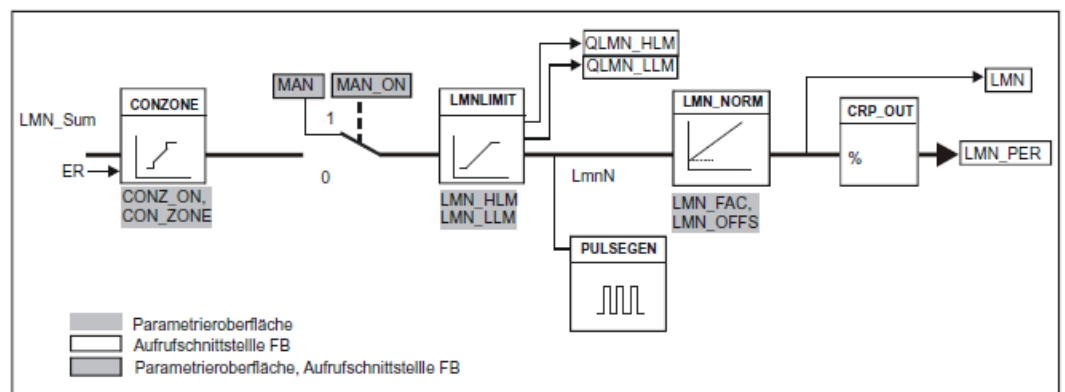 QLMN_HLM
QLMN_LLM
MAN
MAN_ON
CONZONE
LMNLIMIT
LMN_NORM
LMN
CRP_OUT
LMN_Sum
1
ER
%
LMN_PER
0
LmnN
CONZ_ON,
CON_ZONE
LMN_HLM
LMN_LLM
LMN_FAC,
LMN_OFFS
PULSEGEN
Parametrieroberfläche
Aufrufschnittstellle FB
Parametrieroberfläche, Aufrufschnittstellle FB